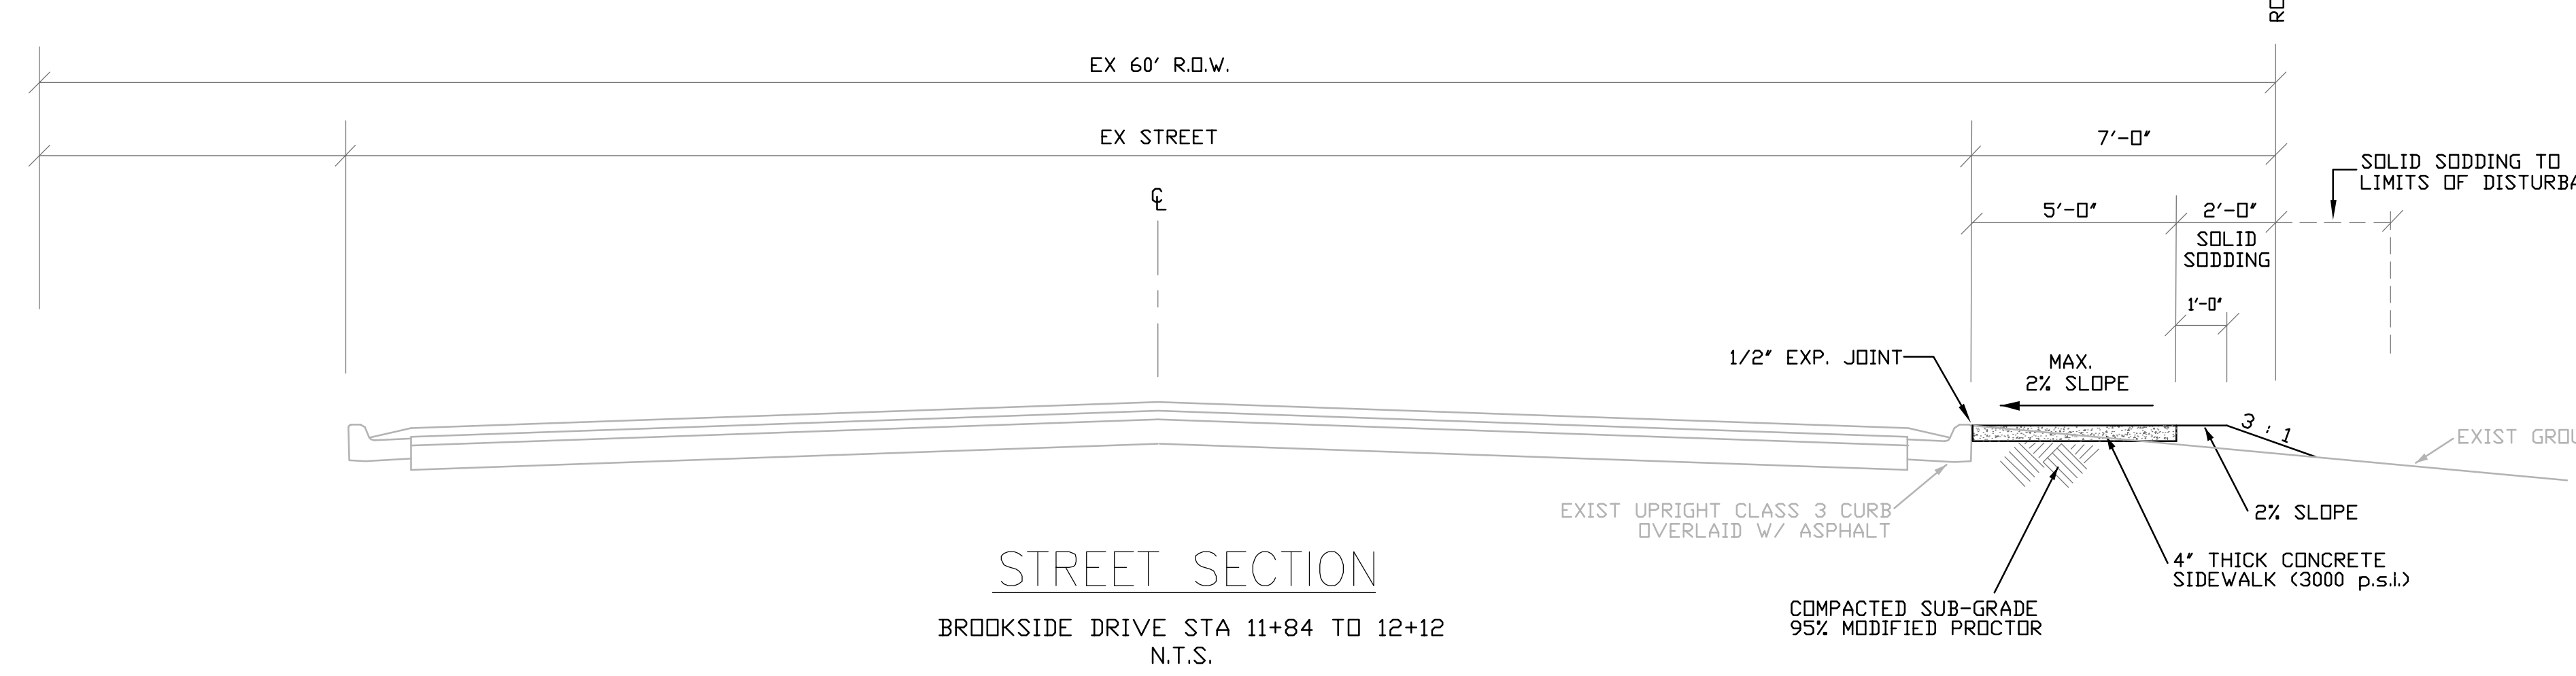 EX 60' R.O.W.
EX STREET
7'-0"
SOLID SODDING TO
LIMITS OF
℄
5'-0"
2'-0"
SOLID
SODDING
1'-0"
1/2" EXP. JOINT
MAX.
2% SLOPE
3 : 1
EXIST
EXIST UPRIGHT CLASS 3 CURB
OVERLAID W/ ASPHALT
2% SLOPE
4" THICK CONCRETE
SIDEWALK (3000 p.s.i.)
COMPACTED SUB-GRADE
95% MODIFIED PROCTOR
STREET SECTION
BROOKSIDE DRIVE STA 11+84 TO 12+12
N.T.S.